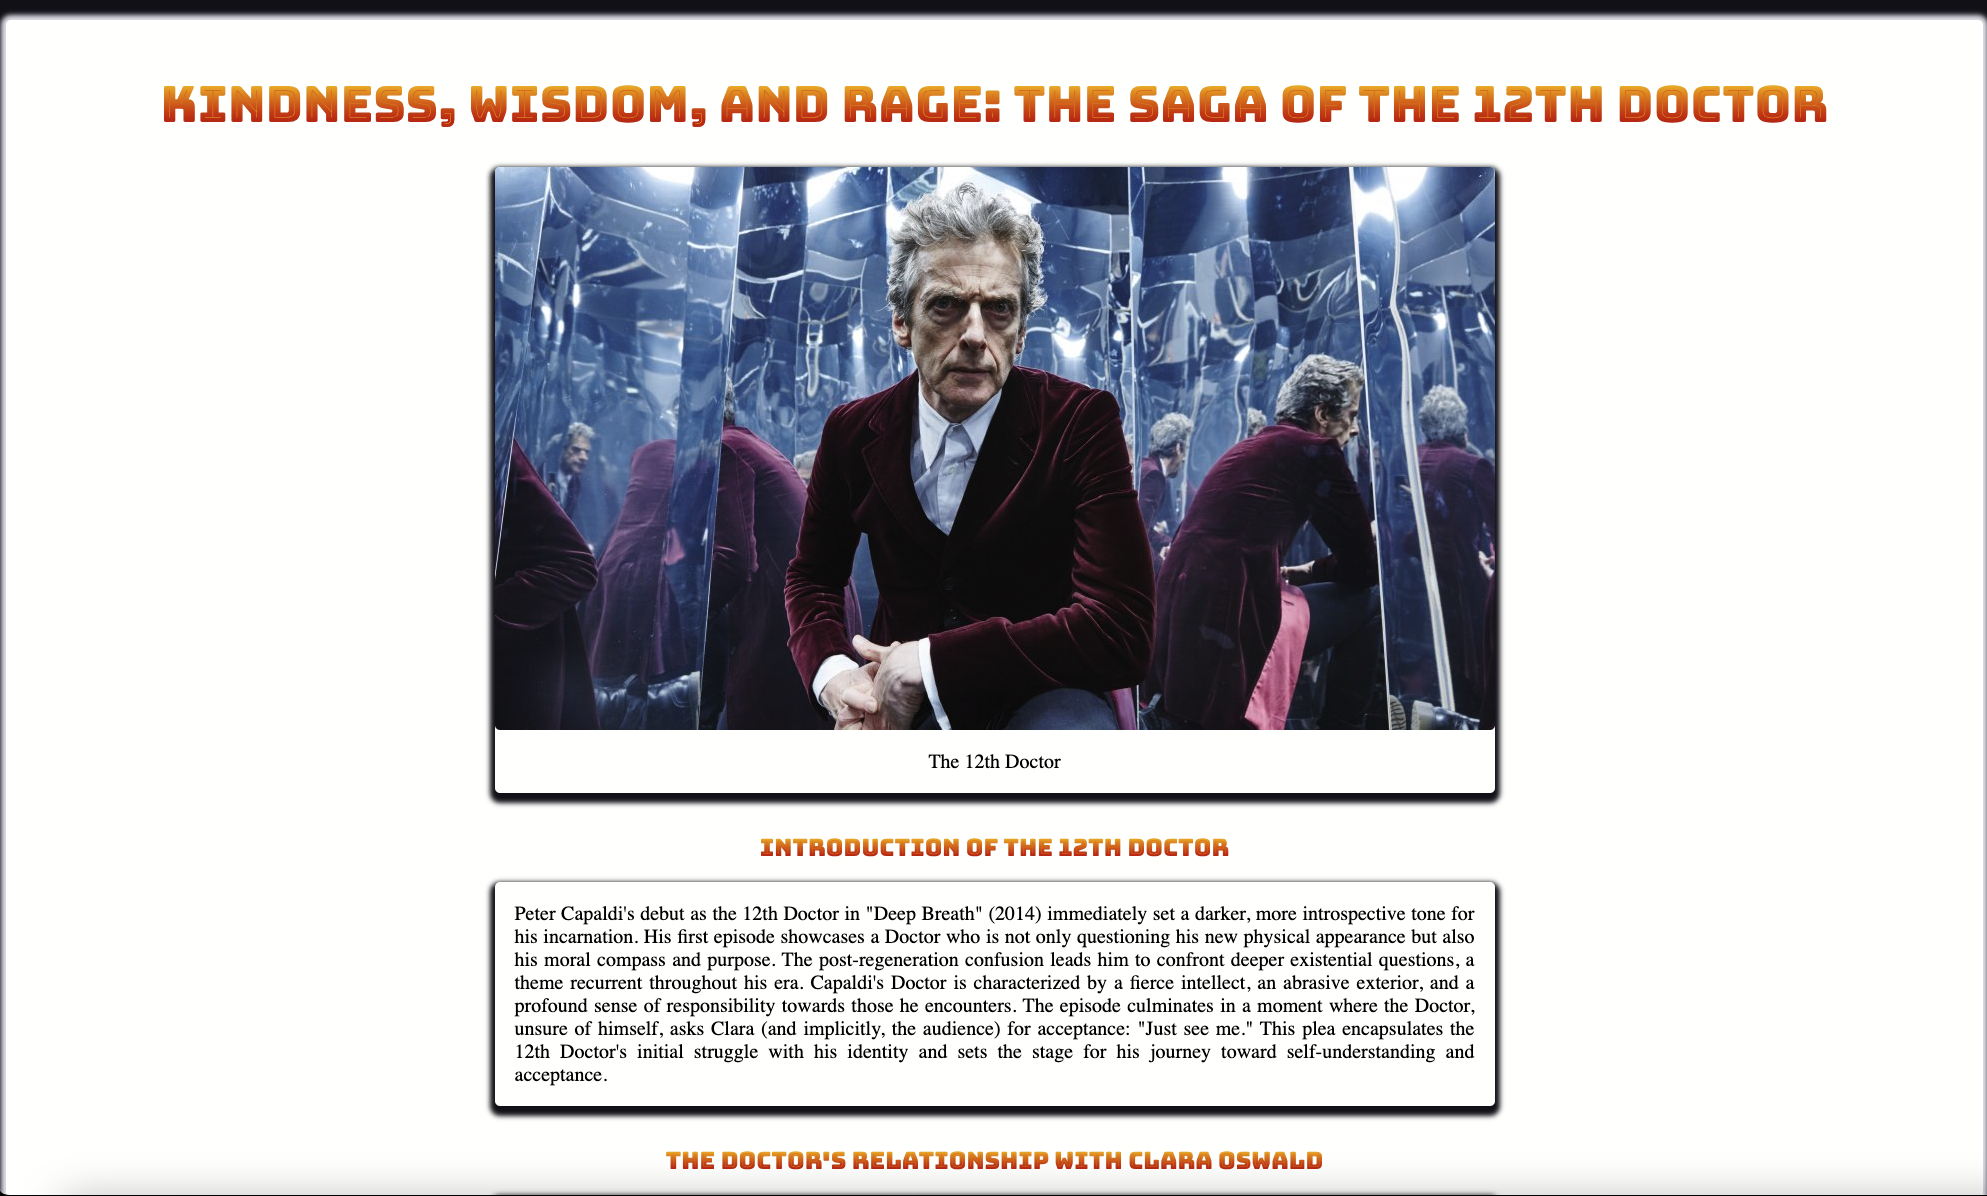 KINDNESS, WISDOM, AND RAGE: THE SAGA OF THE 12TH DOCTOR
The 12th Doctor
INTRODUCTION OF THE 12TH DOCTOR
Peter Capaldi's debut as the 12th Doctor in "Deep Breath" (2014) immediately set a darker, more introspective tone for
his incarnation. His first episode showcases a Doctor who is not only questioning his new physical appearance but also
his moral compass and purpose. The post-regeneration confusion leads him to confront deeper existential questions, a
theme recurrent throughout his era. Capaldi's Doctor is characterized by a fierce intellect, an abrasive exterior, and a
profound sense of responsibility towards those he encounters. The episode culminates in a moment where the Doctor,
unsure of himself, asks Clara (and implicitly, the audience) for acceptance: "Just see me." This plea encapsulates the
12th Doctor's initial struggle with his identity and sets the stage for his journey toward self-understanding and
acceptance.
THE DOCTOR'S RELATIONSHIP WITH CLARA OSWALD